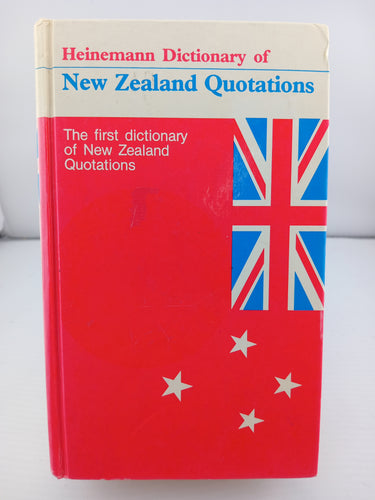 Heinemann Dictionary of
New Zealand Quotations
The first dictionary
of New Zealand
Quotations